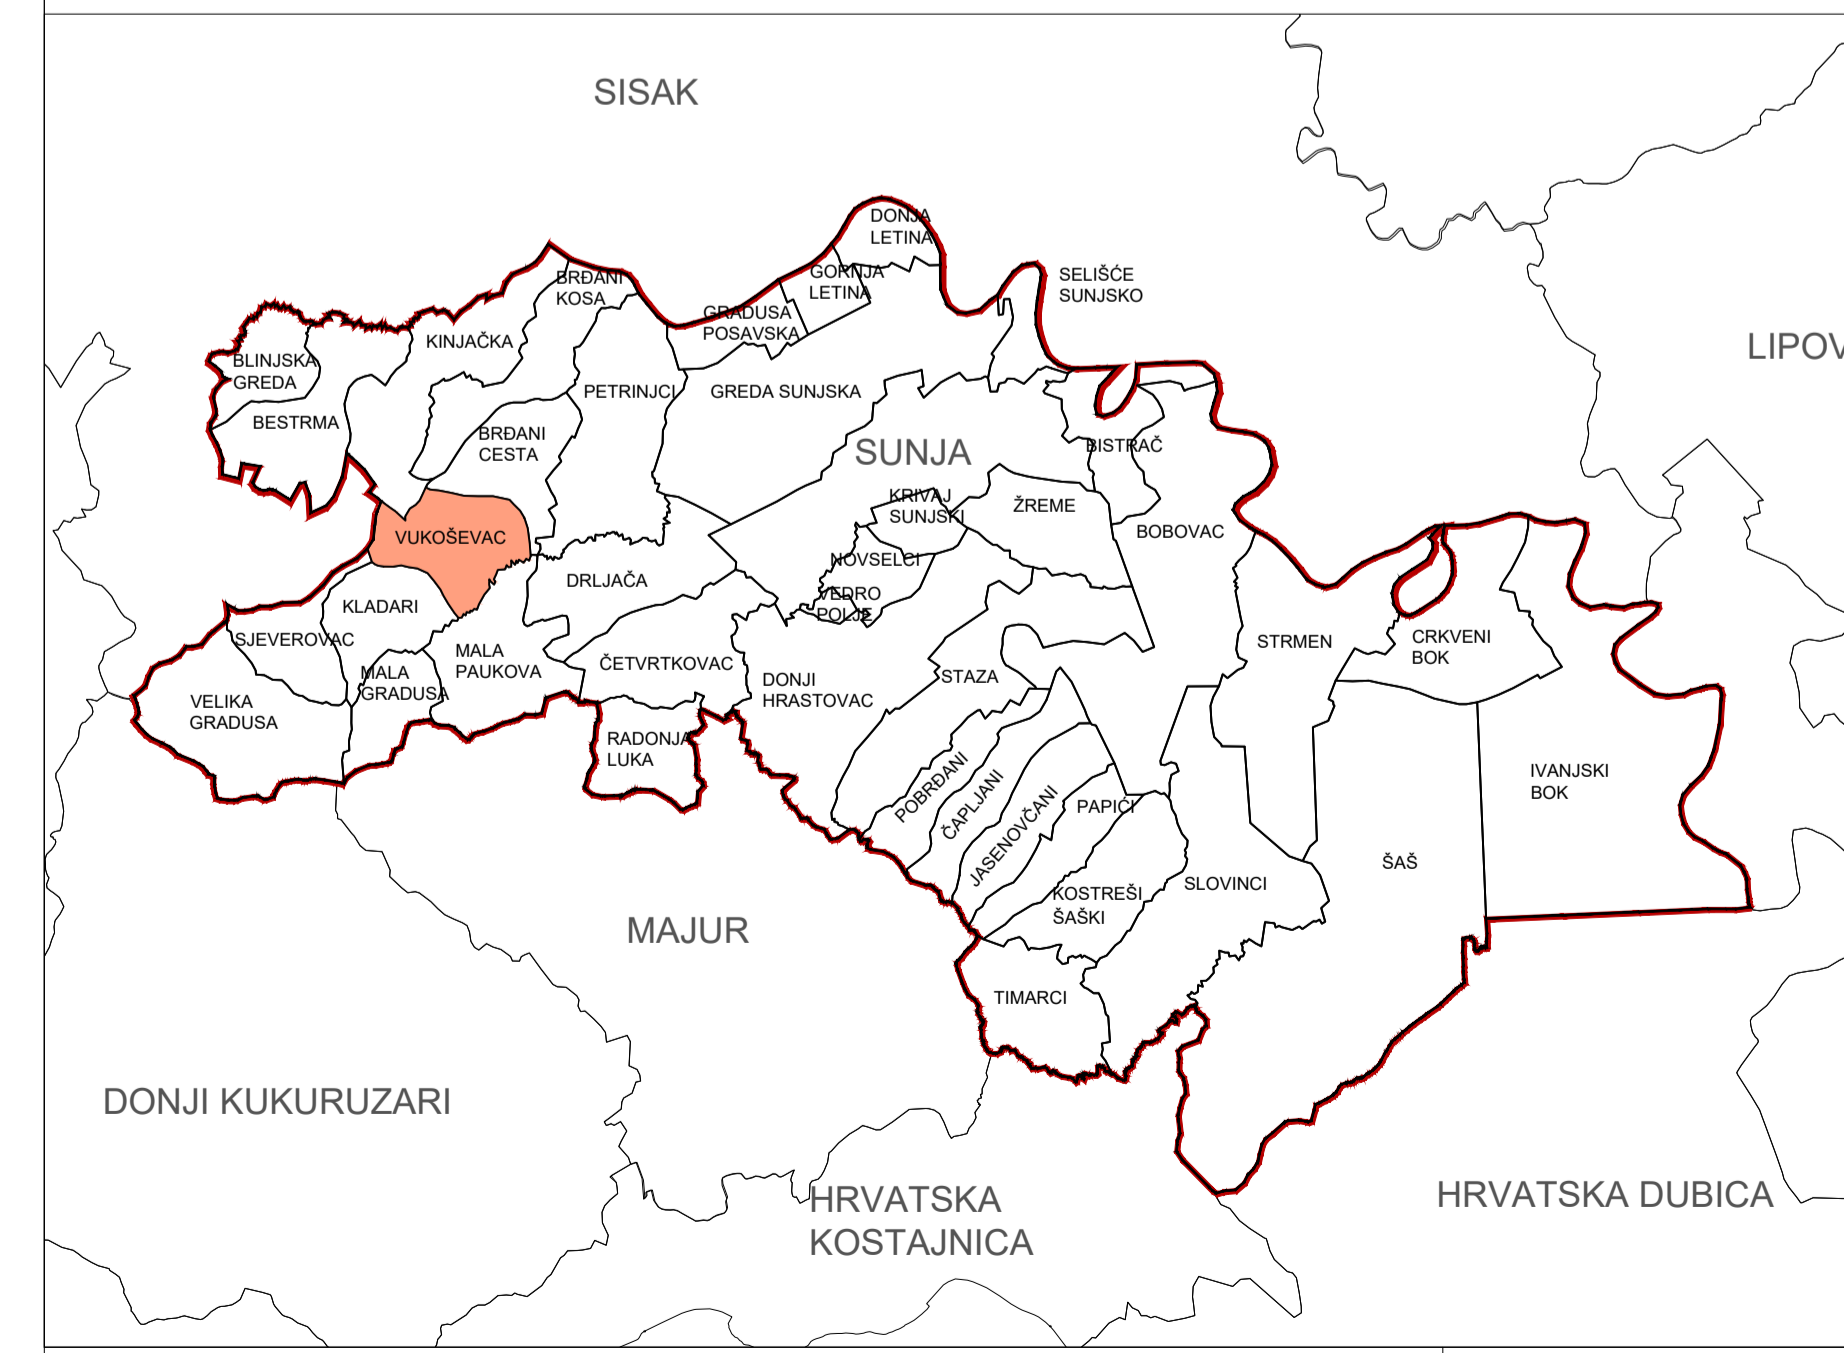 SISAK
DONJA
LETINA
SELIŠĆE
SUNJSKO
GORNJA
LETINA
BRĐANI
KOSA
GRADUSA
POSAVSKA
KINJAČKA
BLINJSKA
GREDA
PETRINJCI
GREDA SUNJSKA
BESTRMA
BRĐANI
CESTA
SUNJA
BISTRAČ
KRIVAJ
SUNJSKI
ŽREME
BOBOVAC
VUKOŠEVAC
NOVSELCI
DRLJAČA
VEDRO
POLJE
KLADARI
SJEVEROVAC
MALA
PAUKOVA
ČETVRTKOVAC
STRMEN
CRKVENI
BOK
MALA
GRADUSA
DONJI
HRASTOVAC
STAZA
VELIKA
GRADUSA
RADONJA
LUKA
POBRĐANI
ČAPLJANI
JASENOVČANI
PAPIĆI
IVANJSKI
BOK
ŠAŠ
KOSTREŠI
ŠAŠKI
SLOVINCI
TIMARCI
LIPOV
MAJUR
DONJI KUKURUZARI
HRVATSKA
KOSTAJNICA
HRVATSKA DUBICA